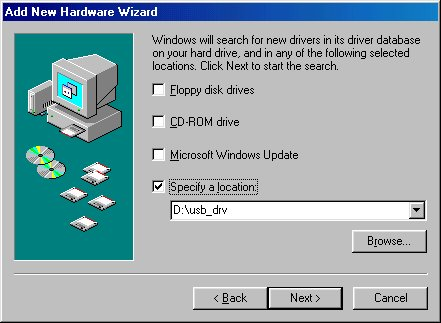 Add New Hardware Wizard
Windows will search for new drivers in its driver database
on your hard drive, and in any of the following selected
locations. Click Next to start the search.
Floppy disk drives
CD-ROM drive
Microsoft Windows Update
Specify a location:
D:\usb_drv
Browse...
< Back
Next >
Cancel